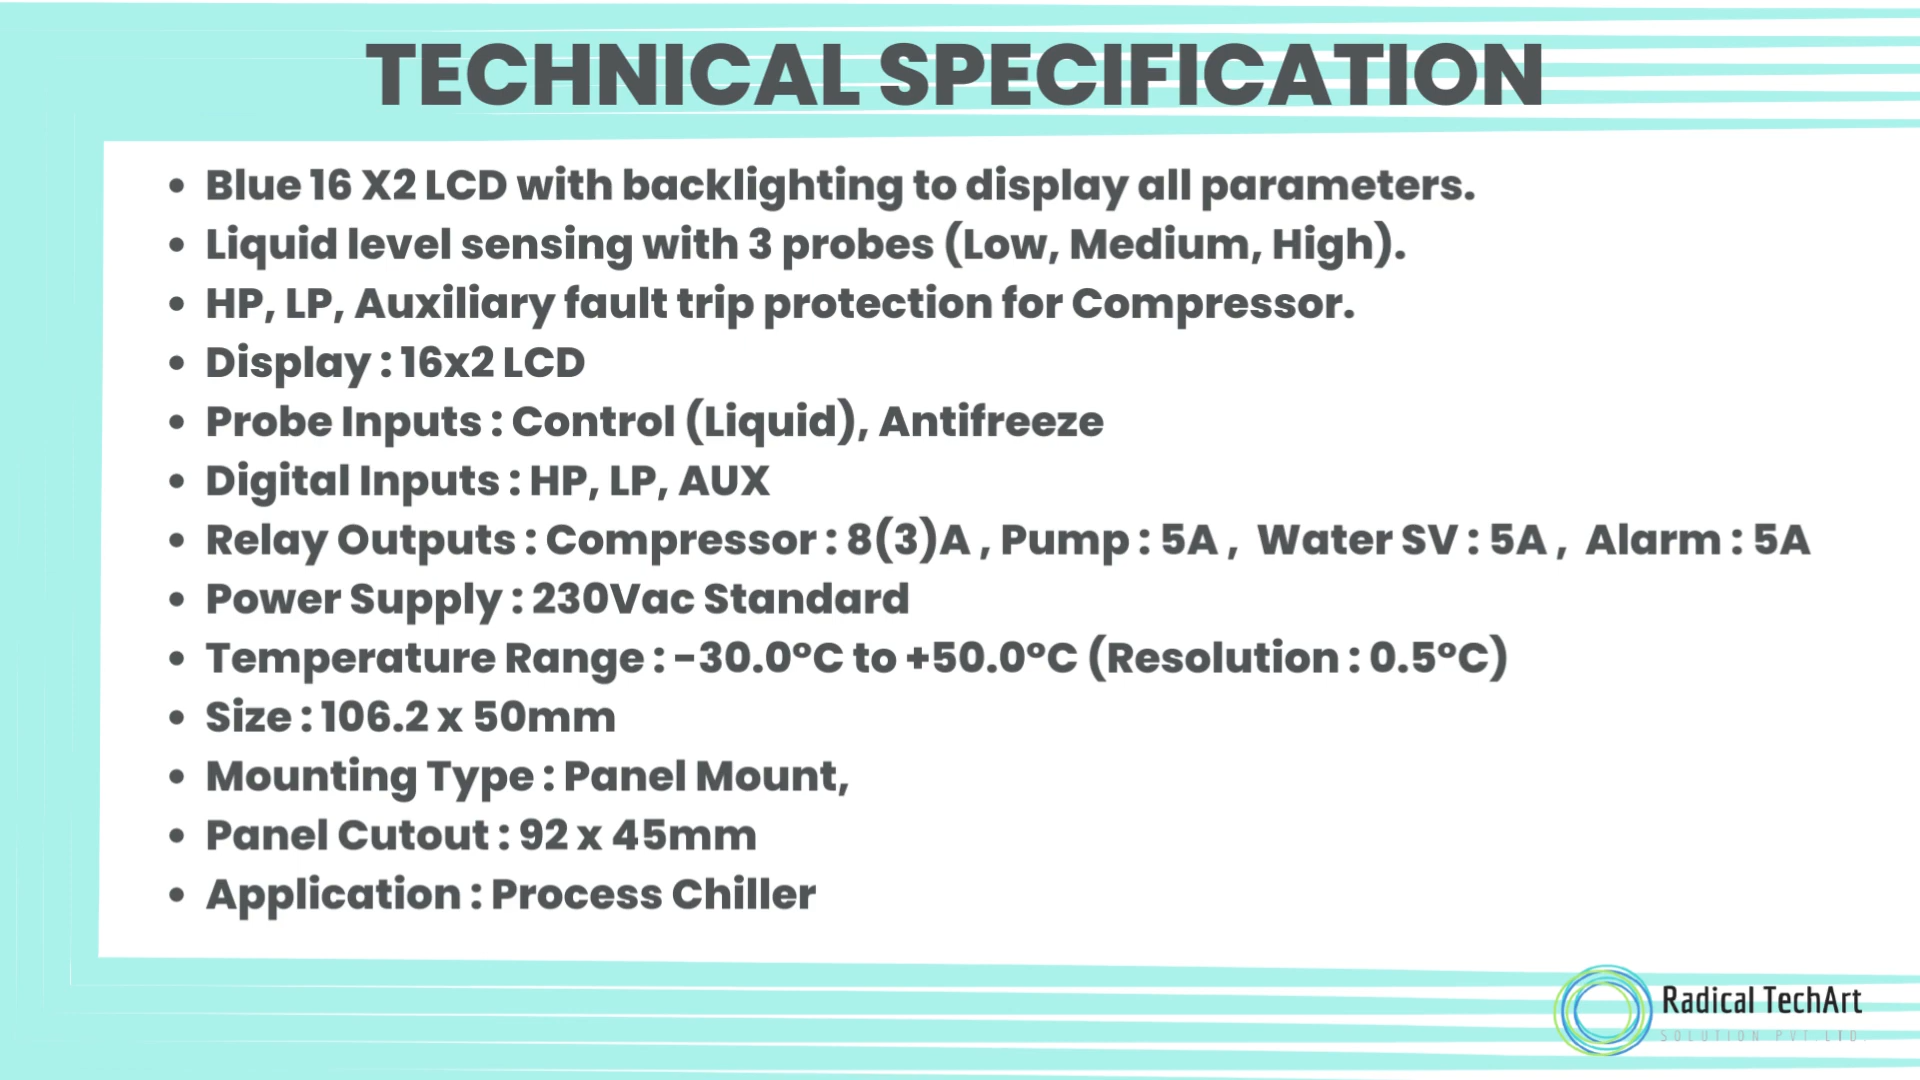 TECHNICAL SPECIFICATION
• Blue 16 X2 LCD with backlighting to display all parameters.
• Liquid level sensing with 3 probes (Low, Medium, High).
• HP, LP, Auxiliary fault trip protection for Compressor.
• Display : 16x2 LCD
• Probe Inputs : Control (Liquid), Antifreeze
• Digital Inputs : HP, LP, AUX
• Relay Outputs : Compressor : 8(3)A , Pump : 5A ,  Water SV : 5A ,  Alarm : 5A
• Power Supply : 230Vac Standard
• Temperature Range : -30.0°C to +50.0°C (Resolution : 0.5°C)
• Size : 106.2 x 50mm
• Mounting Type : Panel Mount,
• Panel Cutout : 92 x 45mm
• Application : Process Chiller
Radical TechArt
SOLUTION PVT.LTD.